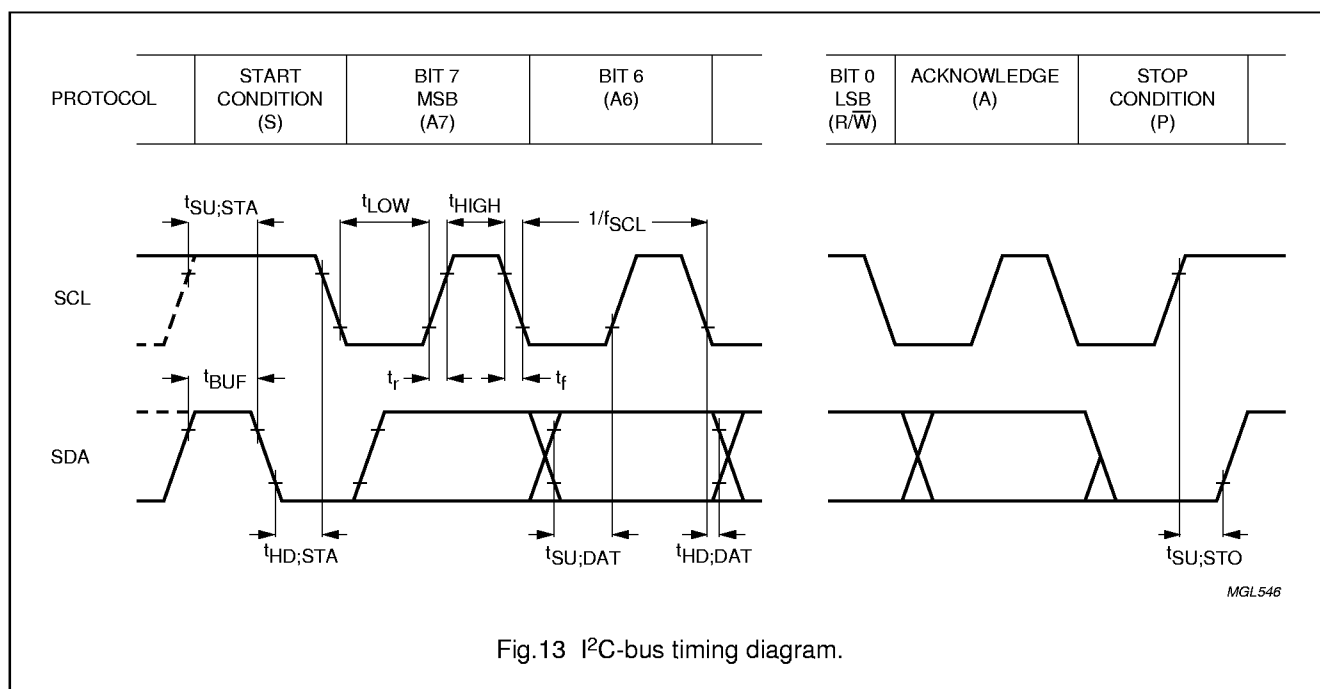 PROTOCOL
START
CONDITION
(S)
BIT 7
MSB
(A7)
BIT 6
(A6)
BIT 0
LSB
(R/W̅)
ACKNOWLEDGE
(A)
STOP
CONDITION
(P)
tSU;STA
tLOW
tHIGH
1/fSCL
SCL
tBUF
tr
tf
SDA
tHD;STA
tSU;DAT
tHD;DAT
tSU;STO
MGL546
Fig.13 I²C-bus timing diagram.